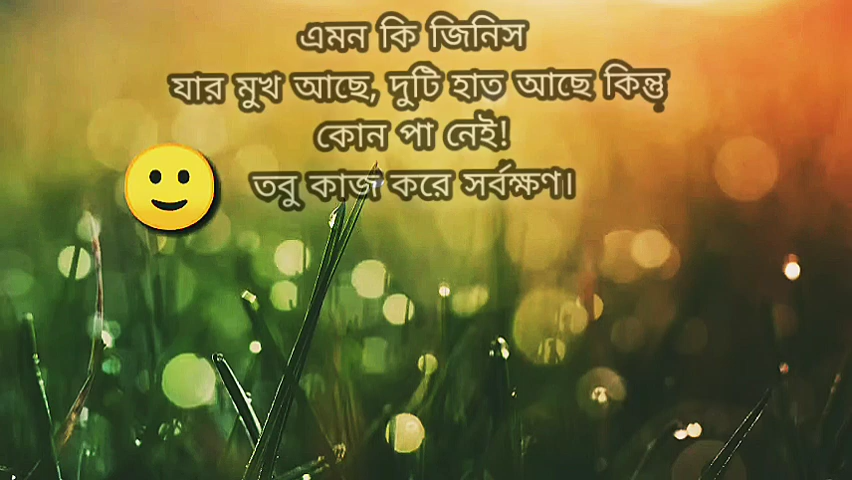 এমন কি জিনিস
যার মুখ আছে, দুটি হাত আছে কিন্তু
কোন পা নেই!
তবু কাজ করে সর্বক্ষণ।